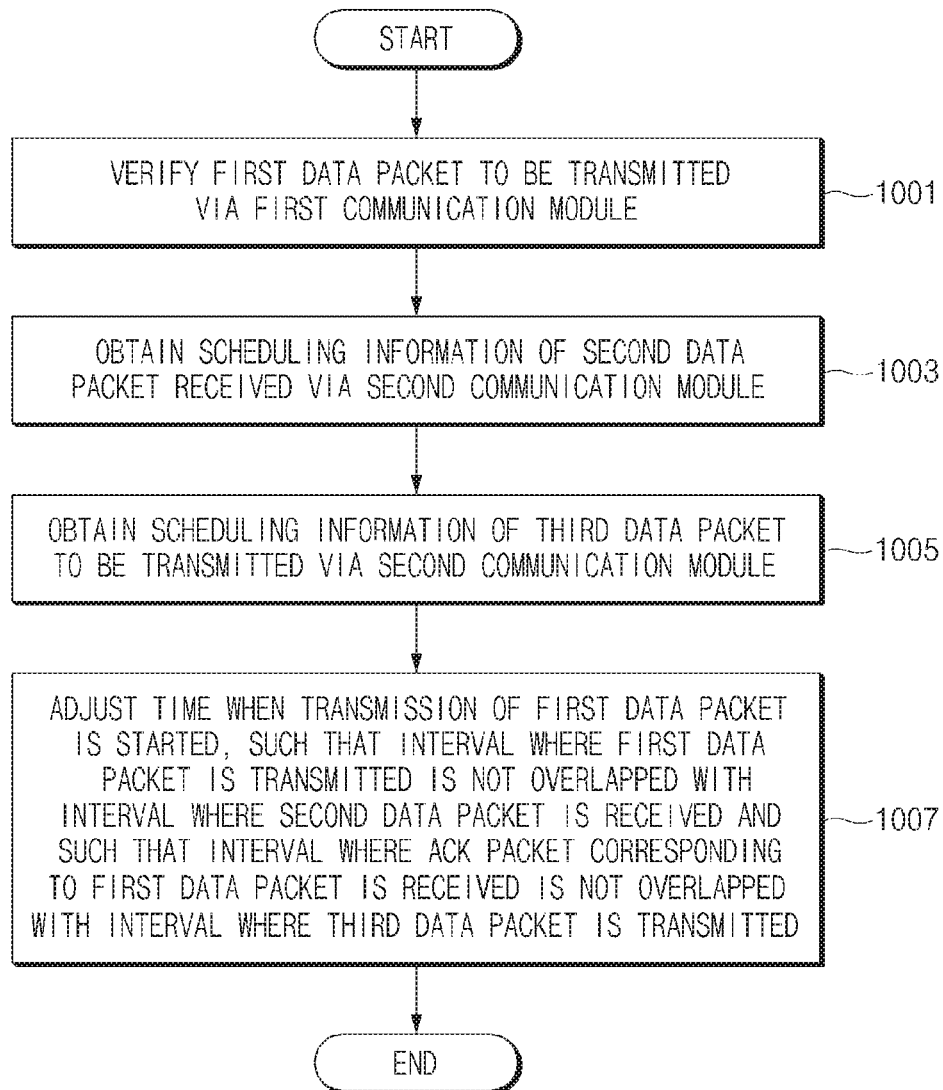 START
VERIFY FIRST DATA PACKET TO BE TRANSMITTED
VIA FIRST COMMUNICATION MODULE
1001
OBTAIN SCHEDULING INFORMATION OF SECOND DATA
PACKET RECEIVED VIA SECOND COMMUNICATION MODULE
1003
OBTAIN SCHEDULING INFORMATION OF THIRD DATA PACKET
TO BE TRANSMITTED VIA SECOND COMMUNICATION MODULE
1005
ADJUST TIME WHEN TRANSMISSION OF FIRST DATA PACKET
IS STARTED, SUCH THAT INTERVAL WHERE FIRST DATA
PACKET IS TRANSMITTED IS NOT OVERLAPPED WITH
INTERVAL WHERE SECOND DATA PACKET IS RECEIVED AND
SUCH THAT INTERVAL WHERE ACK PACKET CORRESPONDING
TO FIRST DATA PACKET IS RECEIVED IS NOT OVERLAPPED
WITH INTERVAL WHERE THIRD DATA PACKET IS TRANSMITTED
1007
END